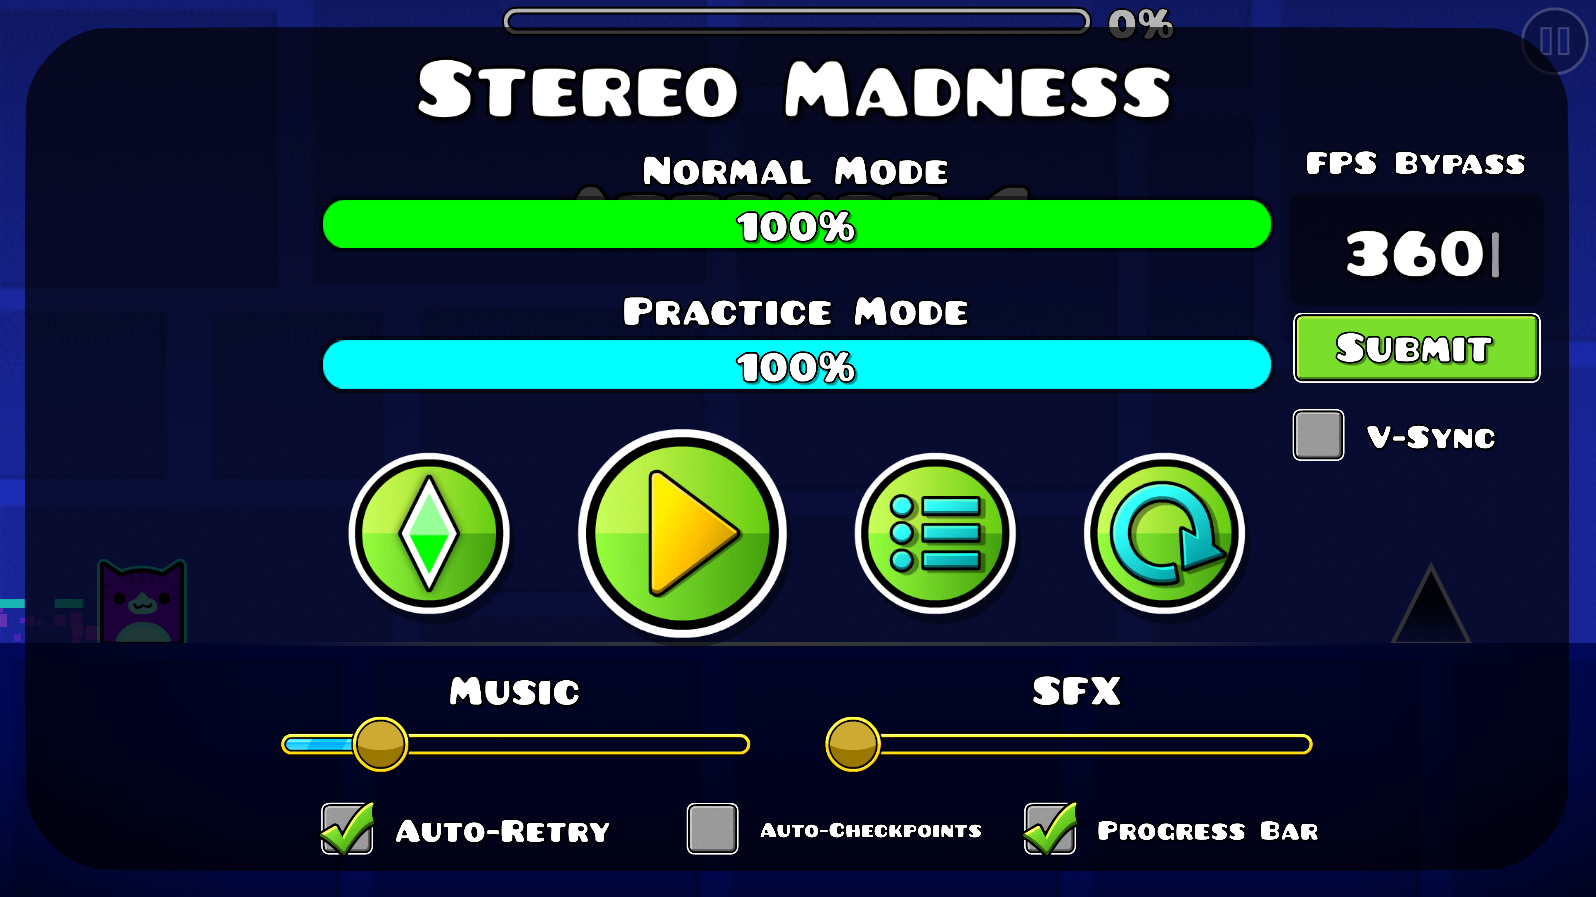 0%
Stereo Madness
Normal Mode
100%
Practice Mode
100%
FPS Bypass
360
Submit
V-Sync
Music
SFX
Auto-Retry
Auto-Checkpoints
Progress Bar